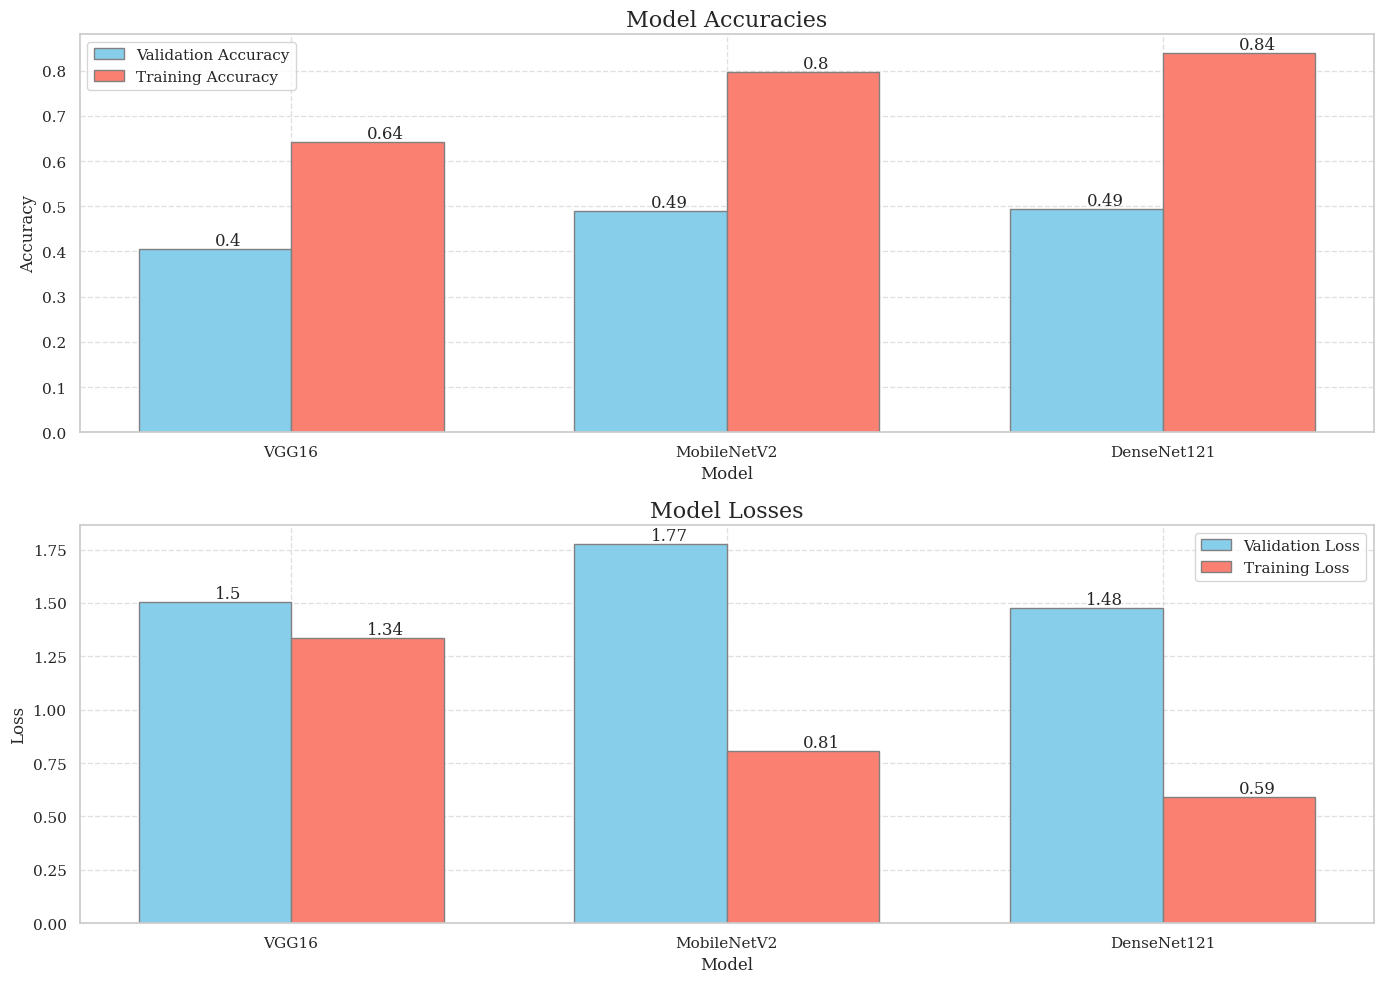 Model Accuracies
Validation Accuracy
Training Accuracy
Accuracy
0.8
0.7
0.6
0.5
0.4
0.3
0.2
0.1
0.0
0.4
0.64
0.49
0.8
0.49
0.84
VGG16
MobileNetV2
DenseNet121
Model
Model Losses
Validation Loss
Training Loss
Loss
1.75
1.50
1.25
1.00
0.75
0.50
0.25
0.00
1.5
1.34
1.77
0.81
1.48
0.59
VGG16
MobileNetV2
DenseNet121
Model